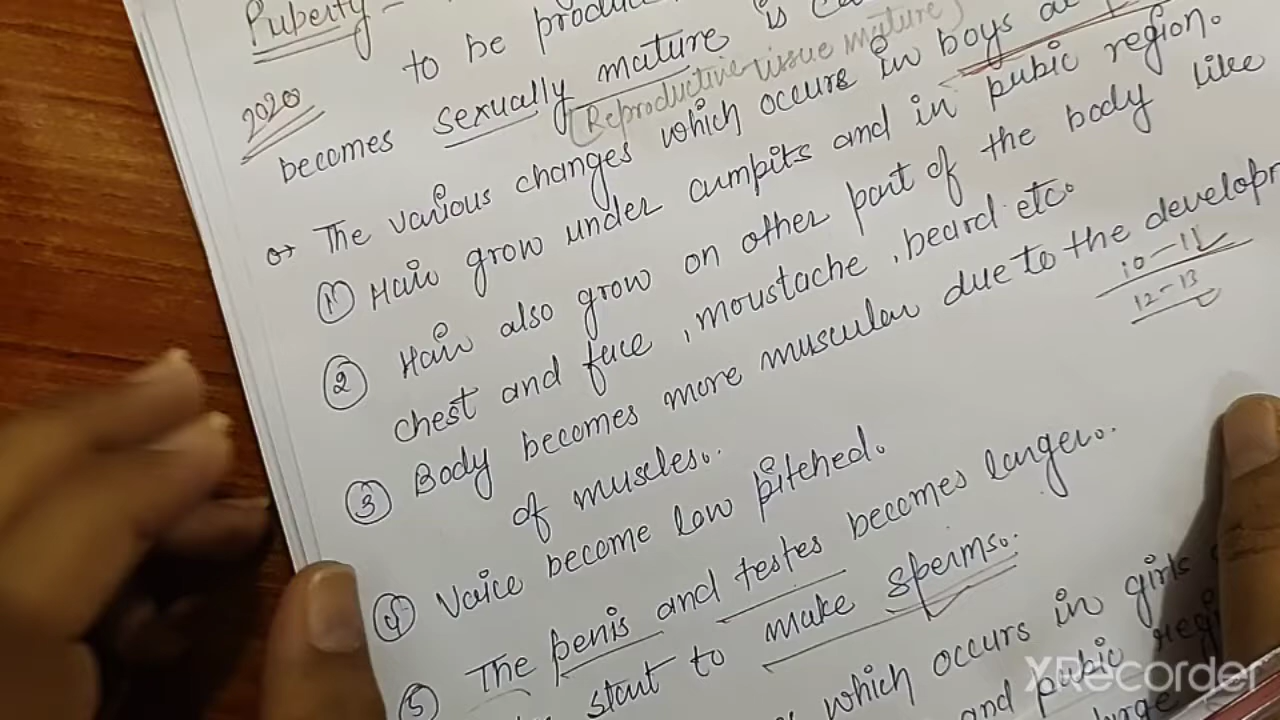 Puberty -
to be produc
2020
becomes sexually mature is
(Reproductive tissue mature)
The various changes which occurs in boys at
① Hair grow under armpits and in pubic region.
② Hair also grow on other part of the body like
chest and face, moustache, beard etc.
③ Body becomes more muscular due to the develop
of muscles.
10-11
12-13
④ Voice become low pitched.
⑤ The penis and testes becomes larger.
start to make sperms.
which occurs in girls
and pubic
XRecorder